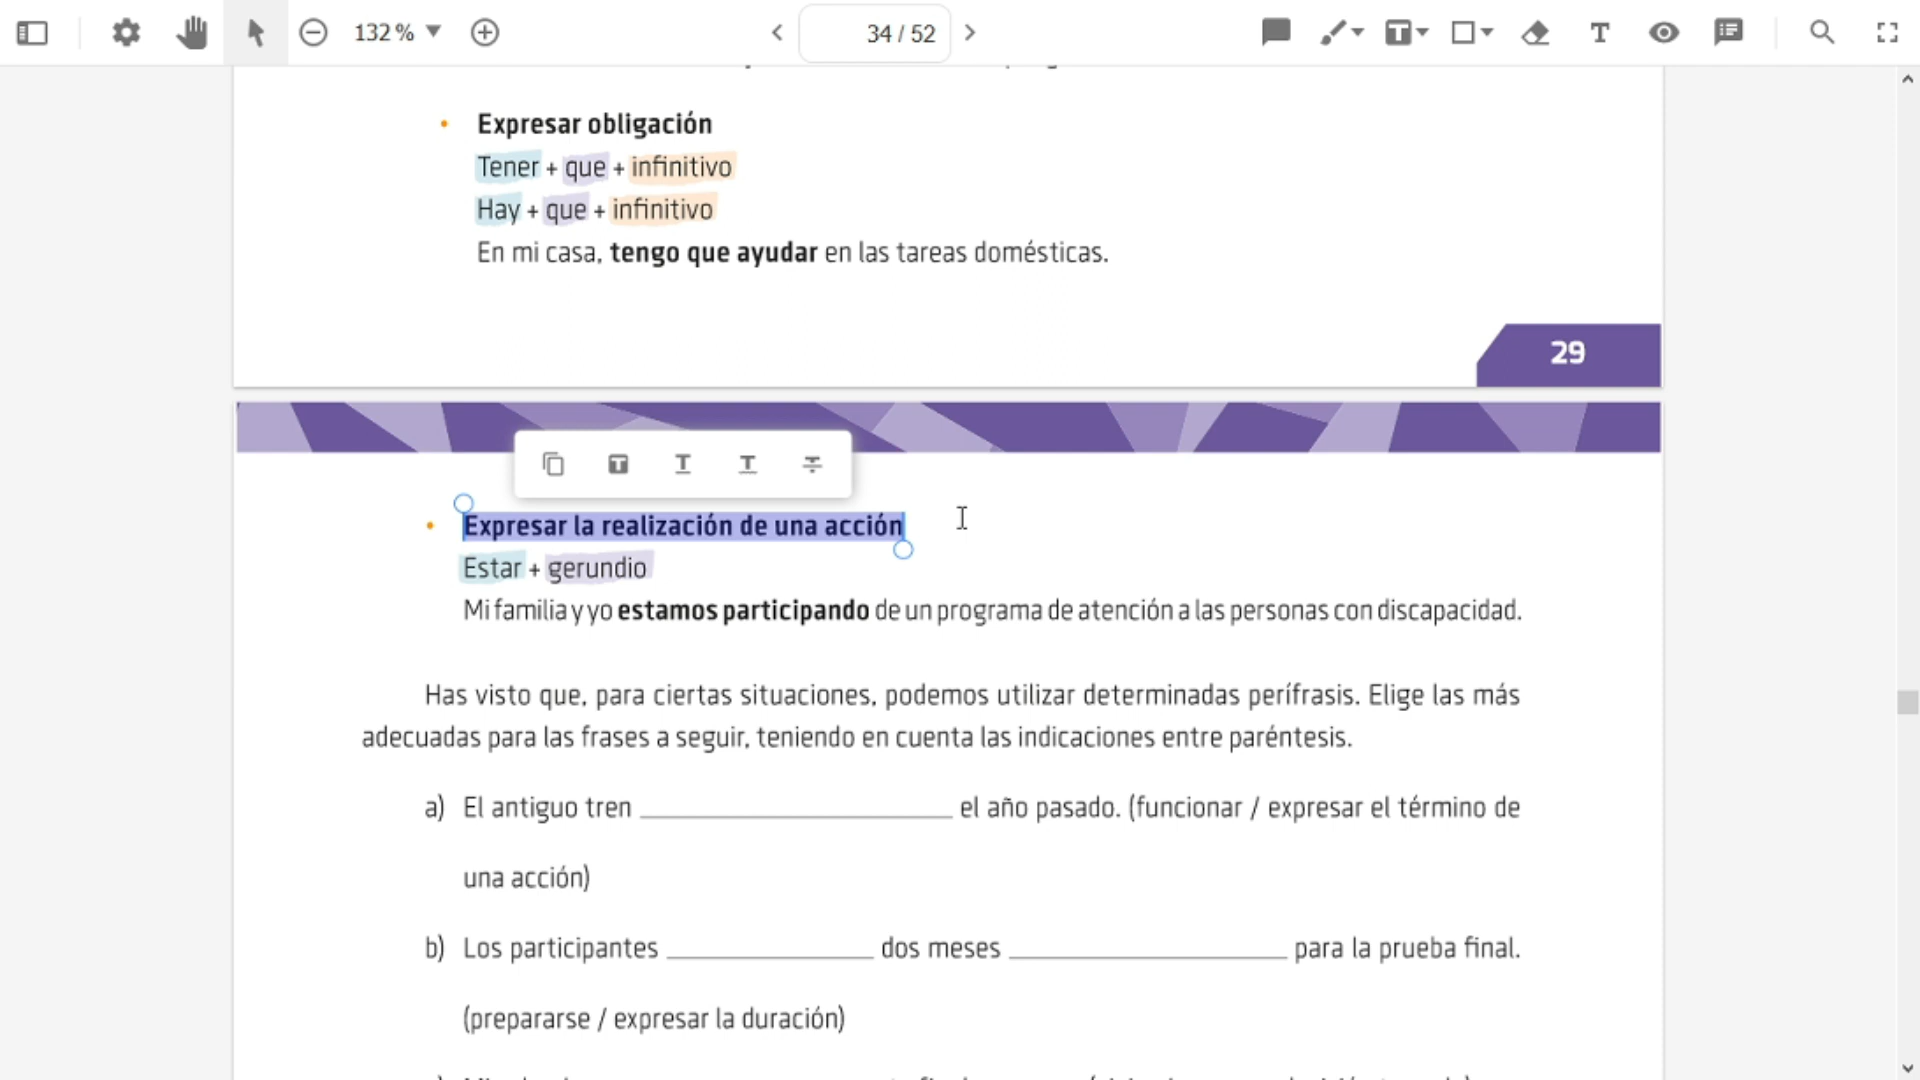 132 %
34 / 52
Expresar obligación
Tener + que + infinitivo
Hay + que + infinitivo
En mi casa, tengo que ayudar en las tareas domésticas.
29
Expresar la realización de una acción
Estar + gerundio
Mi familia y yo estamos participando de un programa de atención a las personas con discapacidad.
Has visto que, para ciertas situaciones, podemos utilizar determinadas perífrasis. Elige las más
adecuadas para las frases a seguir, teniendo en cuenta las indicaciones entre paréntesis.
a) El antiguo tren ______ el año pasado. (funcionar / expresar el término de
una acción)
b) Los participantes ______ dos meses ______ para la prueba final.
(prepararse / expresar la duración)